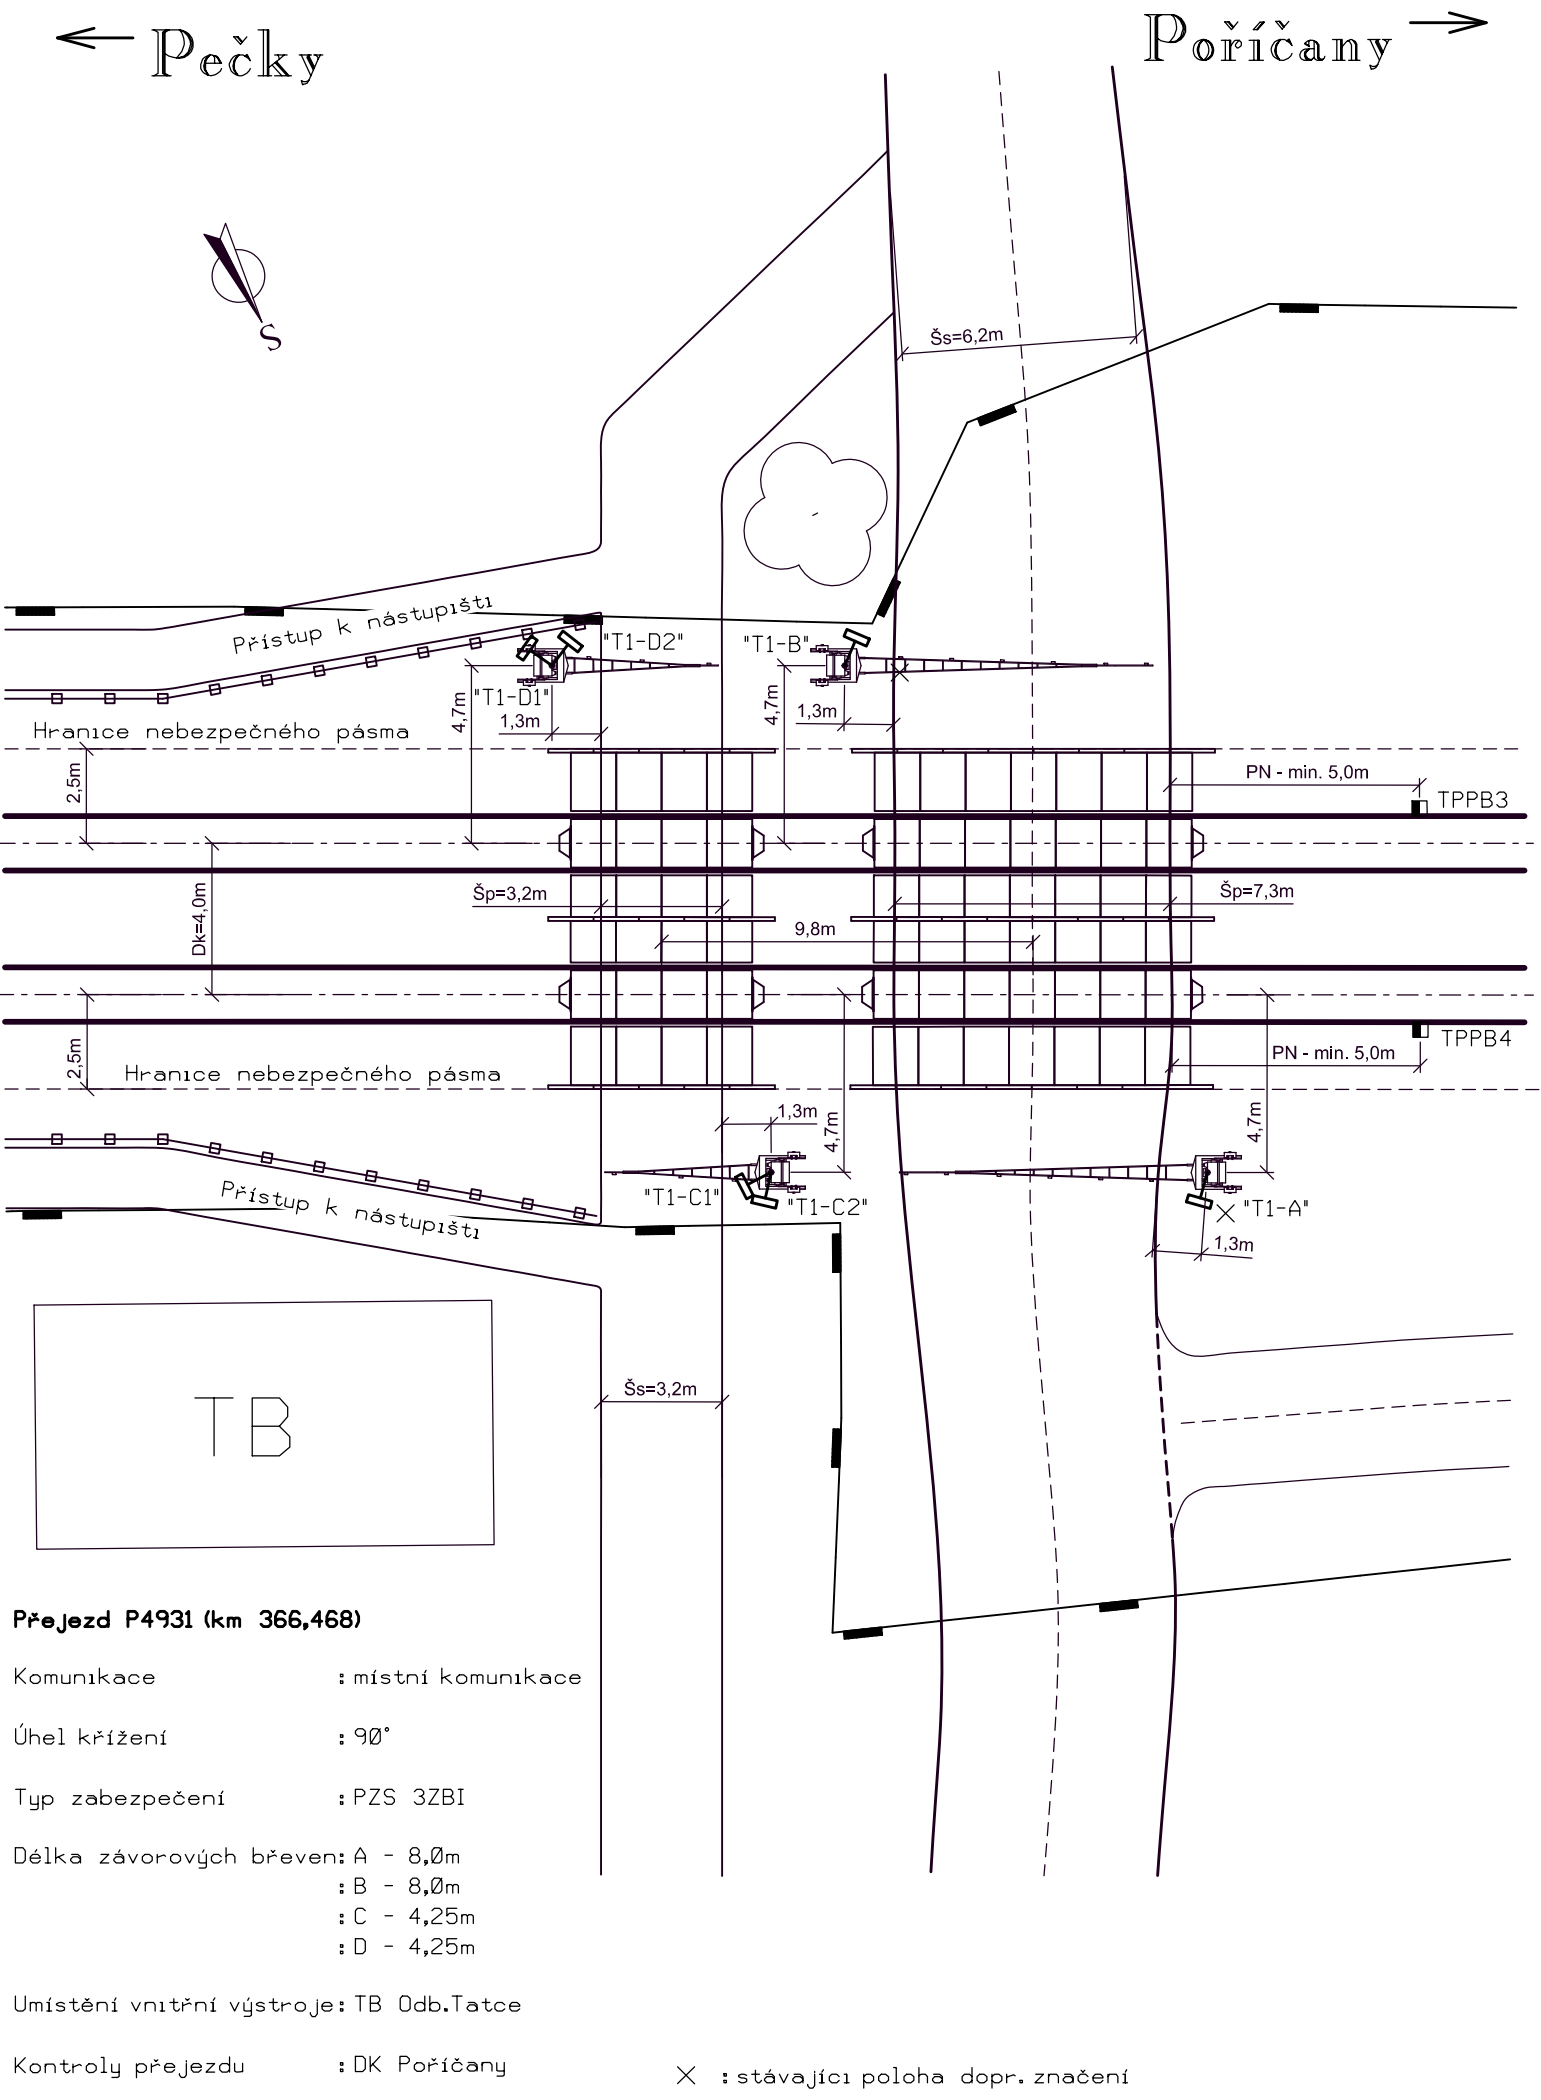 Pečky
Poříčany
S
Šs=6,2m
Přístup k nástupišti
"T1-D2"
"T1-B"
"T1-D1"
4,7m
4,7m
1,3m
1,3m
Hranice nebezpečného pásma
2,5m
PN - min. 5,0m
TPPB3
Šp=3,2m
Šp=7,3m
Dk=4,0m
9,8m
2,5m
TPPB4
PN - min. 5,0m
Hranice nebezpečného pásma
1,3m
4,7m
4,7m
Přístup k nástupišti
"T1-C1"
"T1-C2"
"T1-A"
1,3m
Šs=3,2m
TB
Přejezd P4931 (km 366,468)
Komunikace : místní komunikace
Úhel křížení : 90°
Typ zabezpečení : PZS 3ZBI
Délka závorových břeven: A - 8,0m
: B - 8,0m
: C - 4,25m
: D - 4,25m
Umístění vnitřní výstroje: TB Odb.Tatce
Kontroly přejezdu : DK Poříčany
X : stávající poloha dopr. značení